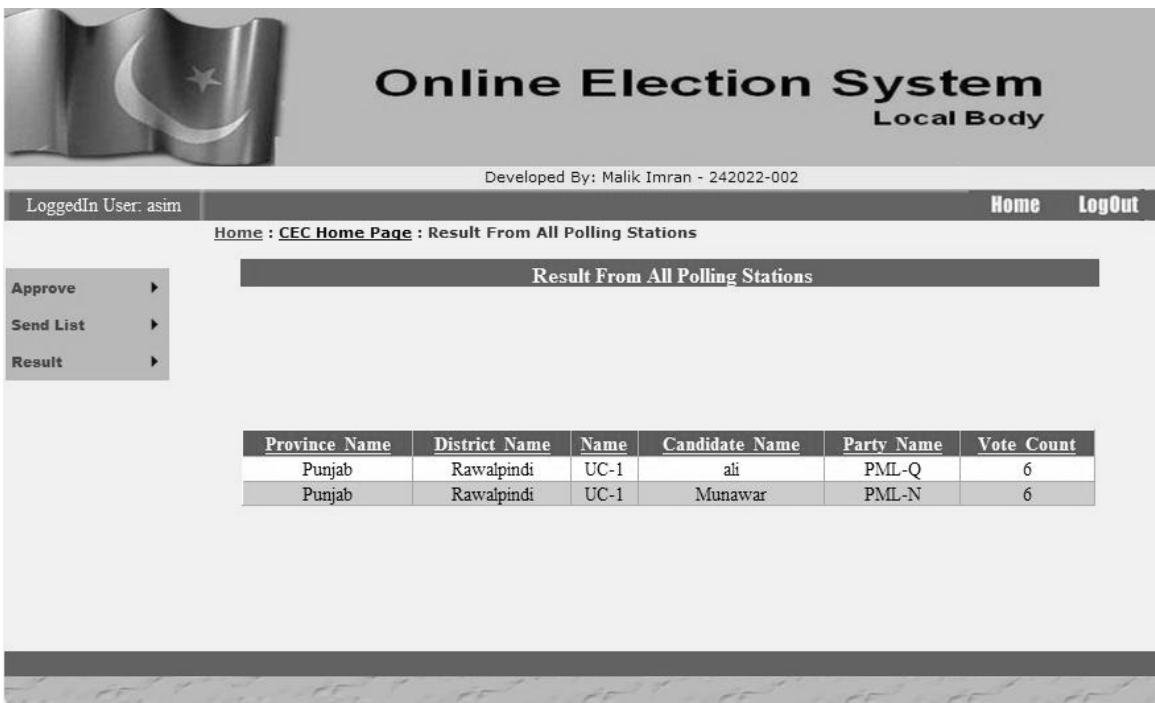 Online Election System
Local Body
Developed By: Malik Imran - 242022-002
LoggedIn User: asim
Home LogOut
Home : CEC Home Page : Result From All Polling Stations
Result From All Polling Stations
Approve
Send List
Result
Province Name District Name Name Candidate Name Party Name Vote Count
Punjab Rawalpindi UC-1 ali PML-Q 6
Punjab Rawalpindi UC-1 Munawar PML-N 6